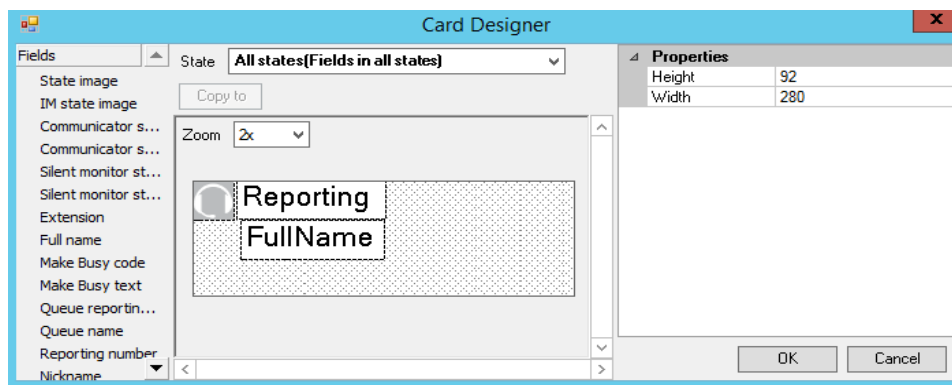 Card Designer
x
Fields
State image
IM state image
Communicator s...
Communicator s...
Silent monitor st...
Silent monitor st...
Extension
Full name
Make Busy code
Make Busy text
Queue reportin...
Queue name
Reporting number
Nickname
State All states(Fields in all states)
Copy to
Zoom 2x
Reporting
FullName
Properties
Height 92
Width 280
OK Cancel